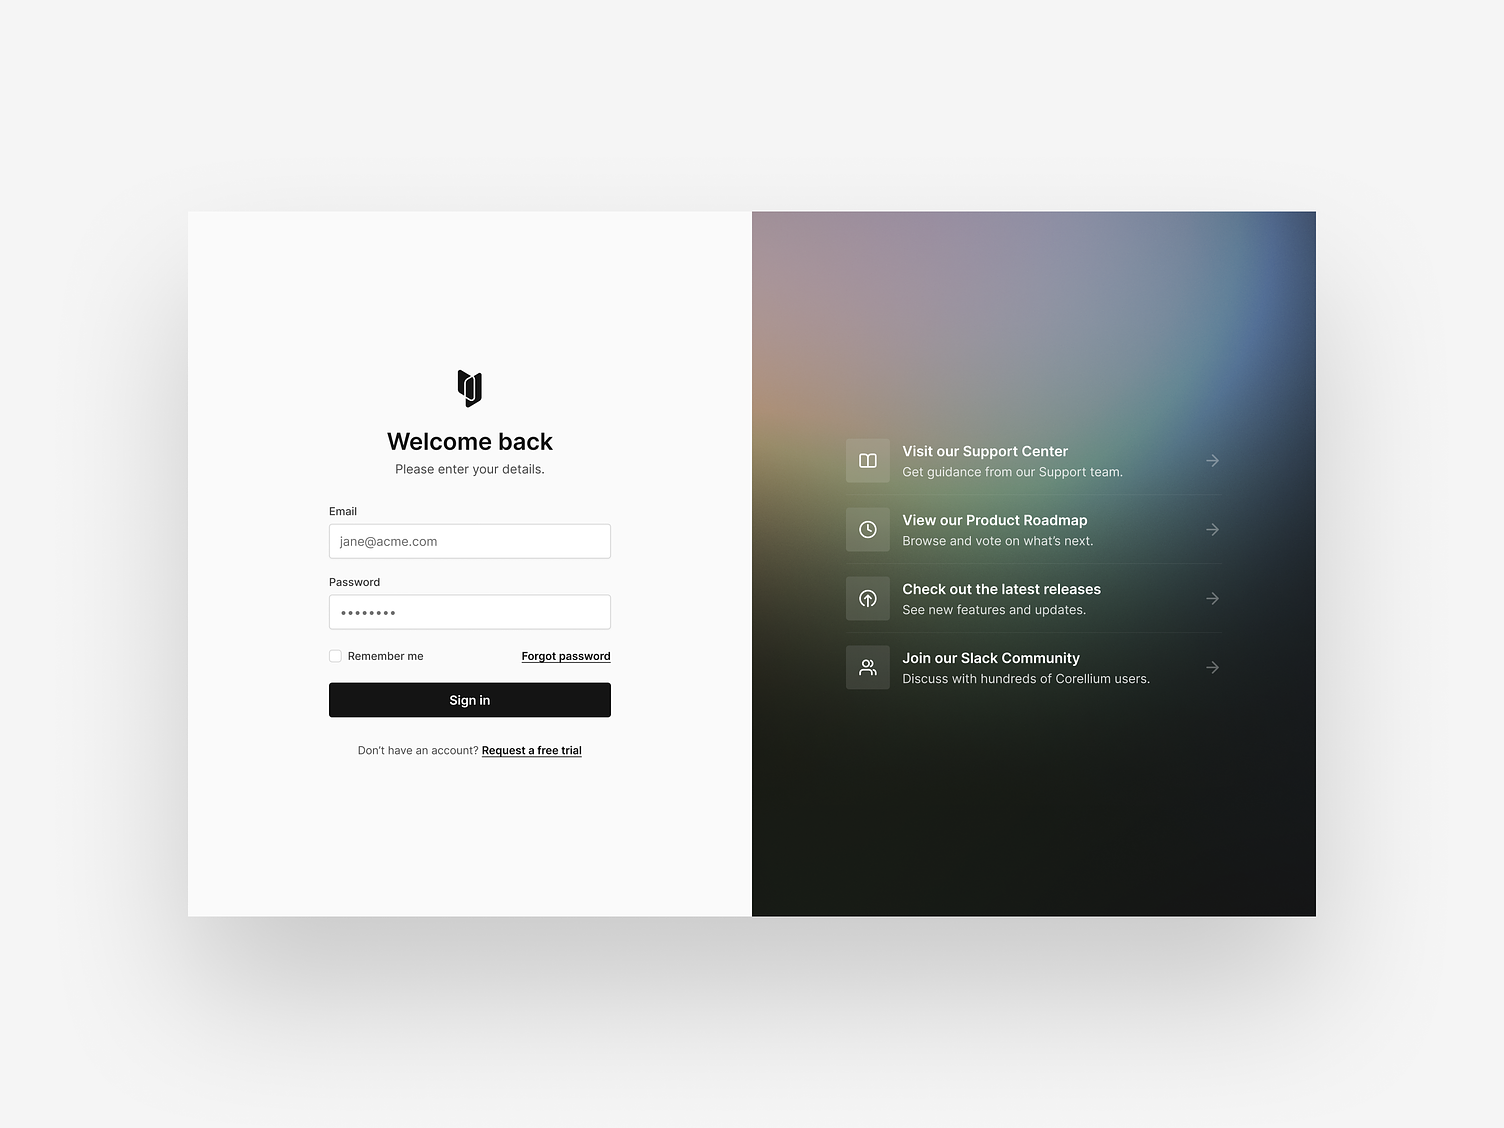 Welcome back
Please enter your details.
Email
jane@acme.com
Password
••••••••
Remember me
Forgot password
Sign in
Don't have an account? Request a free trial
Visit our Support Center
Get guidance from our Support team.
View our Product Roadmap
Browse and vote on what’s next.
Check out the latest releases
See new features and updates.
Join our Slack Community
Discuss with hundreds of Corellium users.